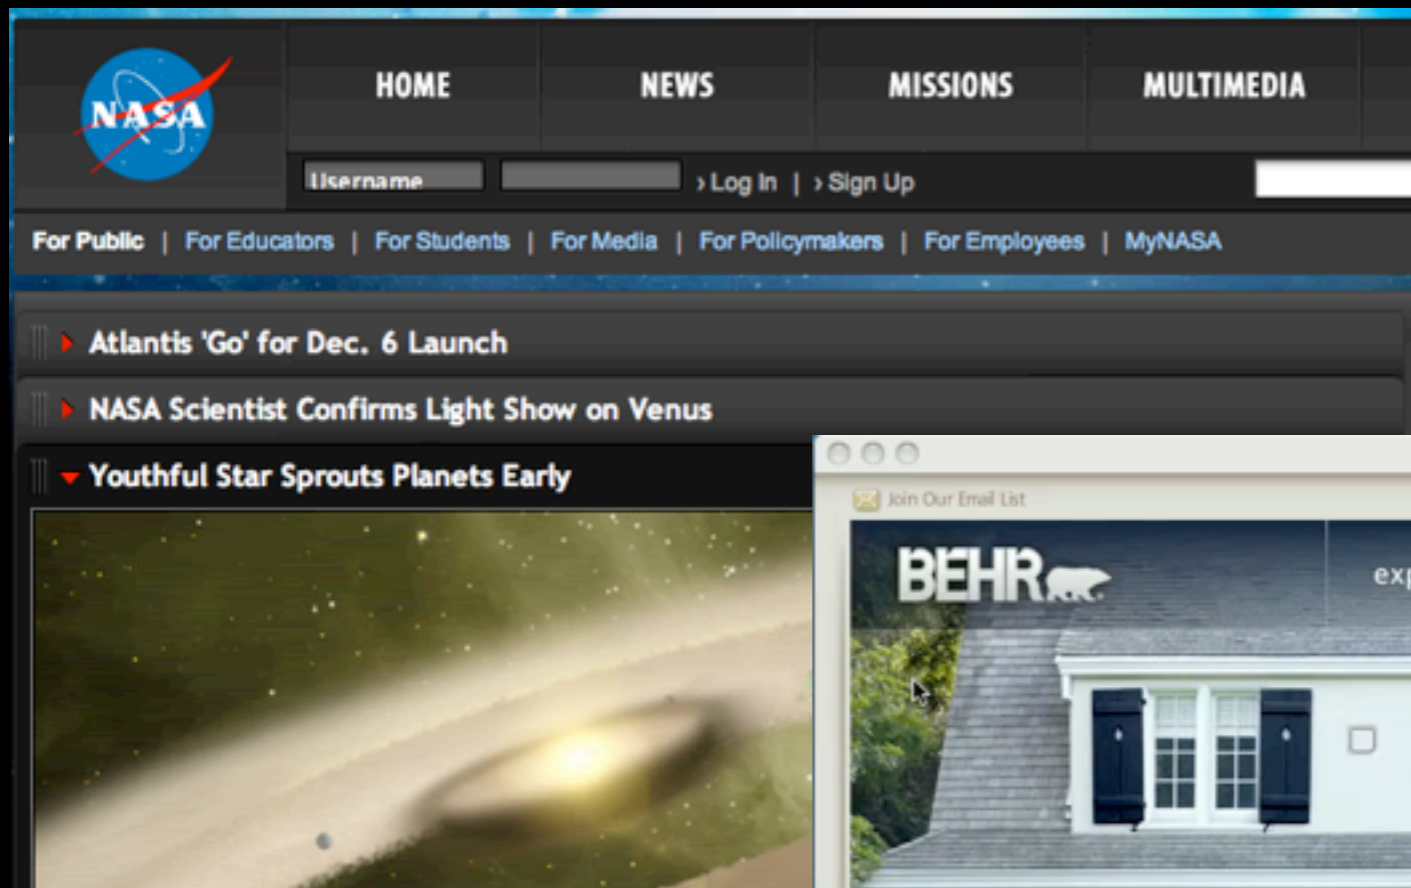 NASA
HOME NEWS MISSIONS MULTIMEDIA
Username › Log In | › Sign Up
For Public | For Educators | For Students | For Media | For Policymakers | For Employees | MyNASA
Atlantis 'Go' for Dec. 6 Launch
NASA Scientist Confirms Light Show on Venus
Youthful Star Sprouts Planets Early
Join Our Email List
BEHR
exp